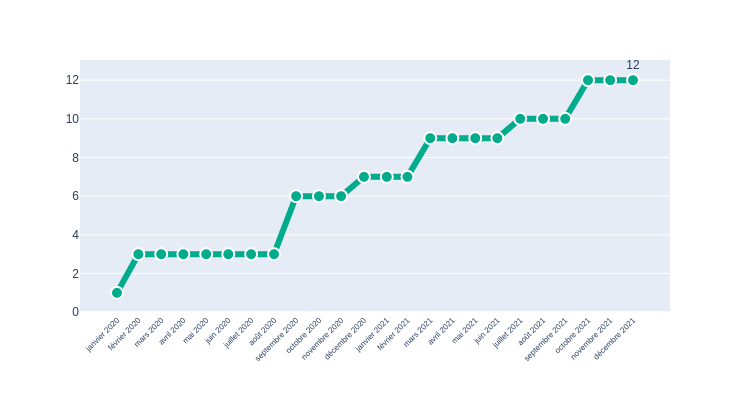 12
12
10
8
6
4
2
0
janvier 2020
février 2020
mars 2020
avril 2020
mai 2020
juin 2020
juillet 2020
août 2020
septembre 2020
octobre 2020
novembre 2020
décembre 2020
janvier 2021
février 2021
mars 2021
avril 2021
mai 2021
juin 2021
juillet 2021
août 2021
septembre 2021
octobre 2021
novembre 2021
décembre 2021